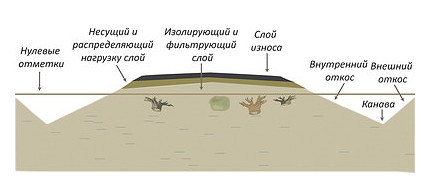 Нулевые
отметки
Несущий и
распределяющий
нагрузку слой
Изолирующий и
фильтрующий
слой
Слой
износа
Внутренний
откос
Внешний
откос
Канава